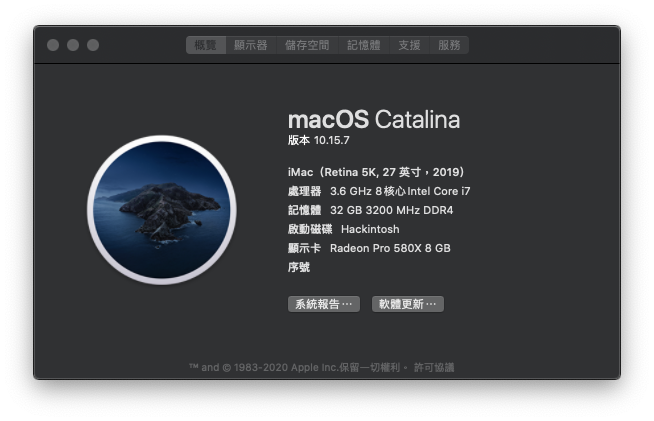 概覽 顯示器 儲存空間 記憶體 支援 服務
macOS Catalina
版本 10.15.7
iMac（Retina 5K, 27 英寸，2019）
處理器 3.6 GHz 8核心Intel Core i7
記憶體 32 GB 3200 MHz DDR4
啟動磁碟 Hackintosh
顯示卡 Radeon Pro 580X 8 GB
序號
系統報告⋯ 軟體更新⋯
™ and © 1983-2020 Apple Inc.保留一切權利。 許可協議